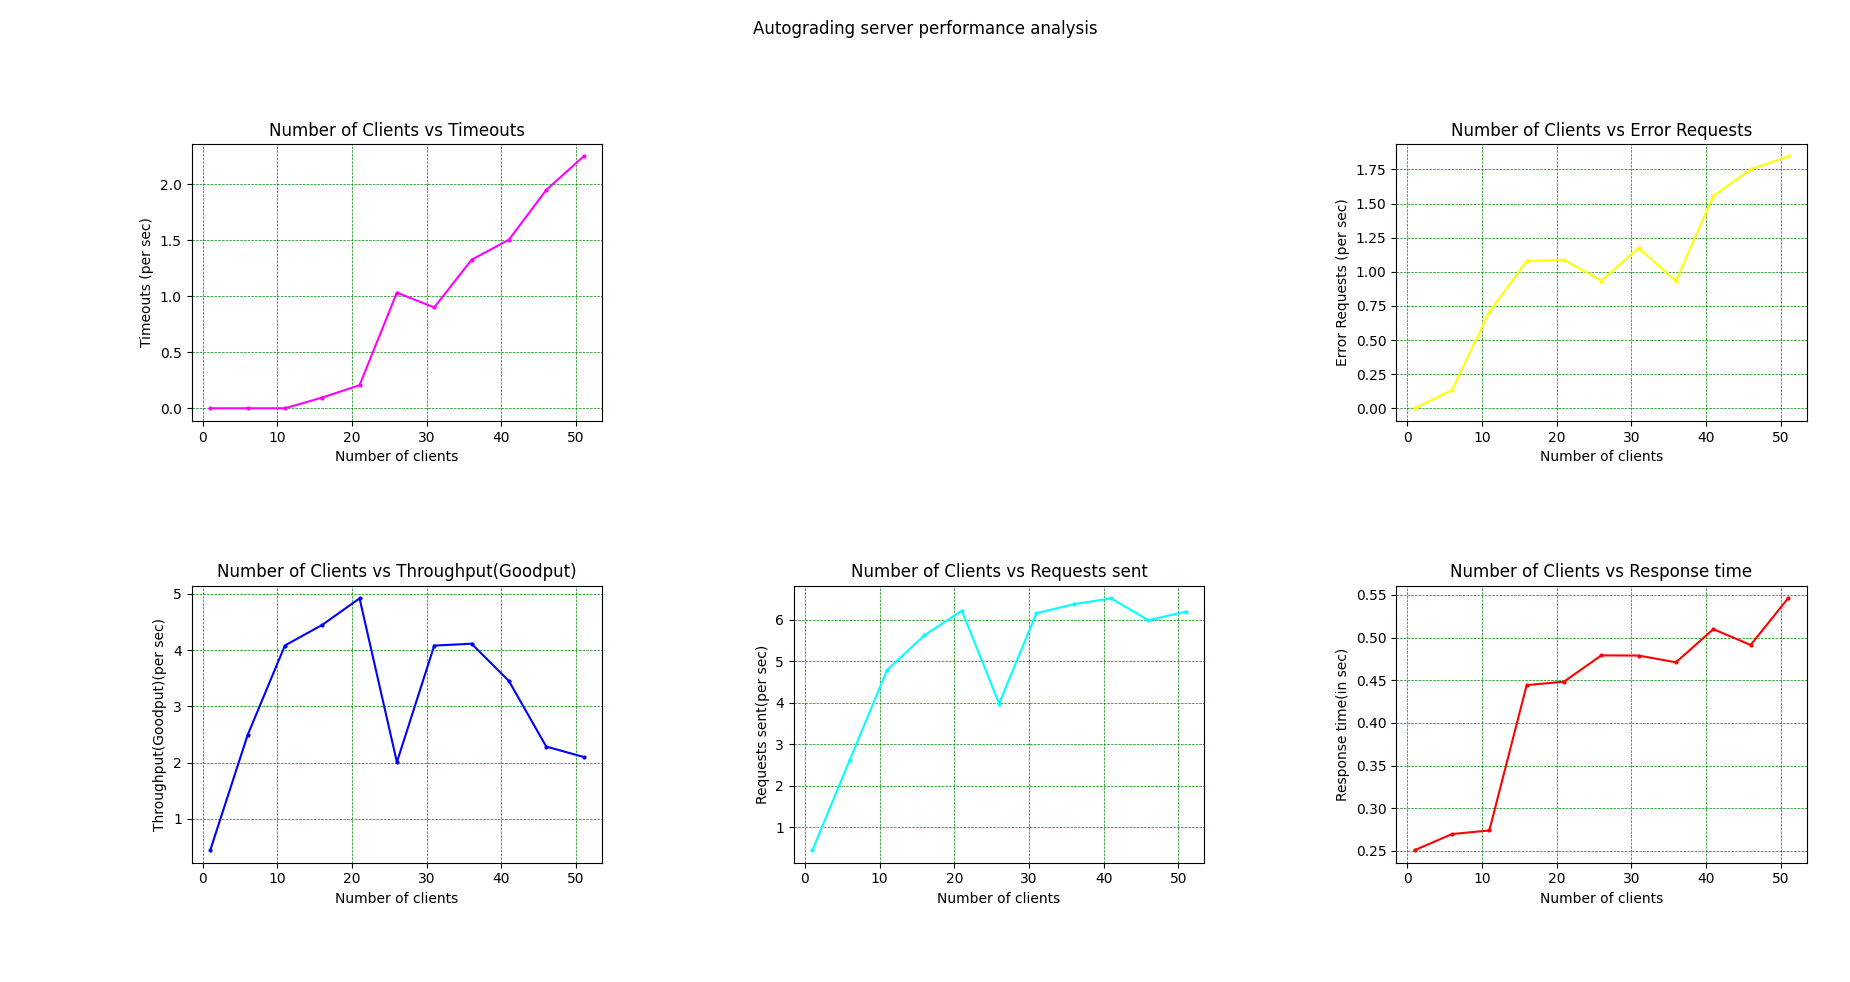 Autograding server performance analysis
Number of Clients vs Timeouts
Timeouts (per sec)
2.0
1.5
1.0
0.5
0.0
0 10 20 30 40 50
Number of clients
Number of Clients vs Error Requests
Error Requests (per sec)
1.75
1.50
1.25
1.00
0.75
0.50
0.25
0.00
0 10 20 30 40 50
Number of clients
Number of Clients vs Throughput(Goodput)
Throughput(Goodput)(per sec)
5
4
3
2
1
0 10 20 30 40 50
Number of clients
Number of Clients vs Requests sent
Requests sent(per sec)
6
5
4
3
2
1
0 10 20 30 40 50
Number of clients
Number of Clients vs Response time
Response time(in sec)
0.55
0.50
0.45
0.40
0.35
0.30
0.25
0 10 20 30 40 50
Number of clients